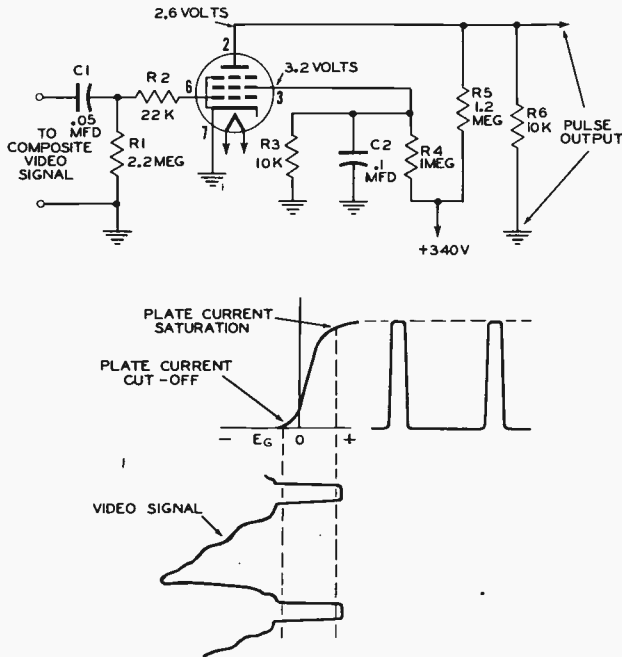 2.6 VOLTS
2
3.2 VOLTS
C1
R2
6
3
.05
MFD
22 K
7
TO
COMPOSITE
VIDEO
SIGNAL
R1
2.2 MEG
R3
10K
C2
.1
MFD
R4
1MEG
R5
1.2
MEG
R6
10K
PULSE
OUTPUT
+340V
PLATE CURRENT
SATURATION
PLATE CURRENT
CUT-OFF
- EG 0 +
VIDEO SIGNAL